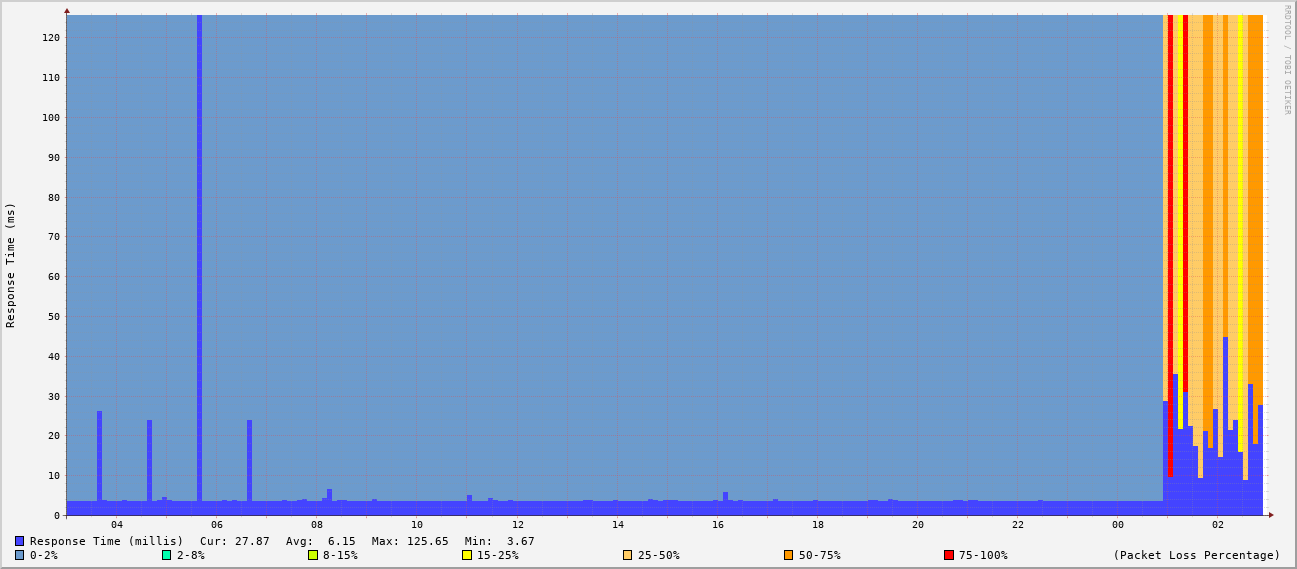 RRDTOOL / TOBI OETIKER
Response Time (ms)
120
110
100
90
80
70
60
50
40
30
20
10
0
04 06 08 10 12 14 16 18 20 22 00 02
Response Time (millis) Cur: 27.87 Avg: 6.15 Max: 125.65 Min: 3.67
0-2% 2-8% 8-15% 15-25% 25-50% 50-75% 75-100% (Packet Loss Percentage)